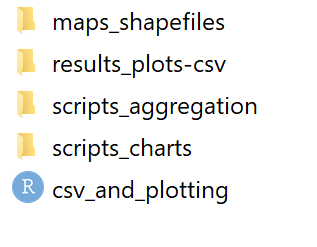 maps_shapefiles
results_plots-csv
scripts_aggregation
scripts_charts
R csv_and_plotting